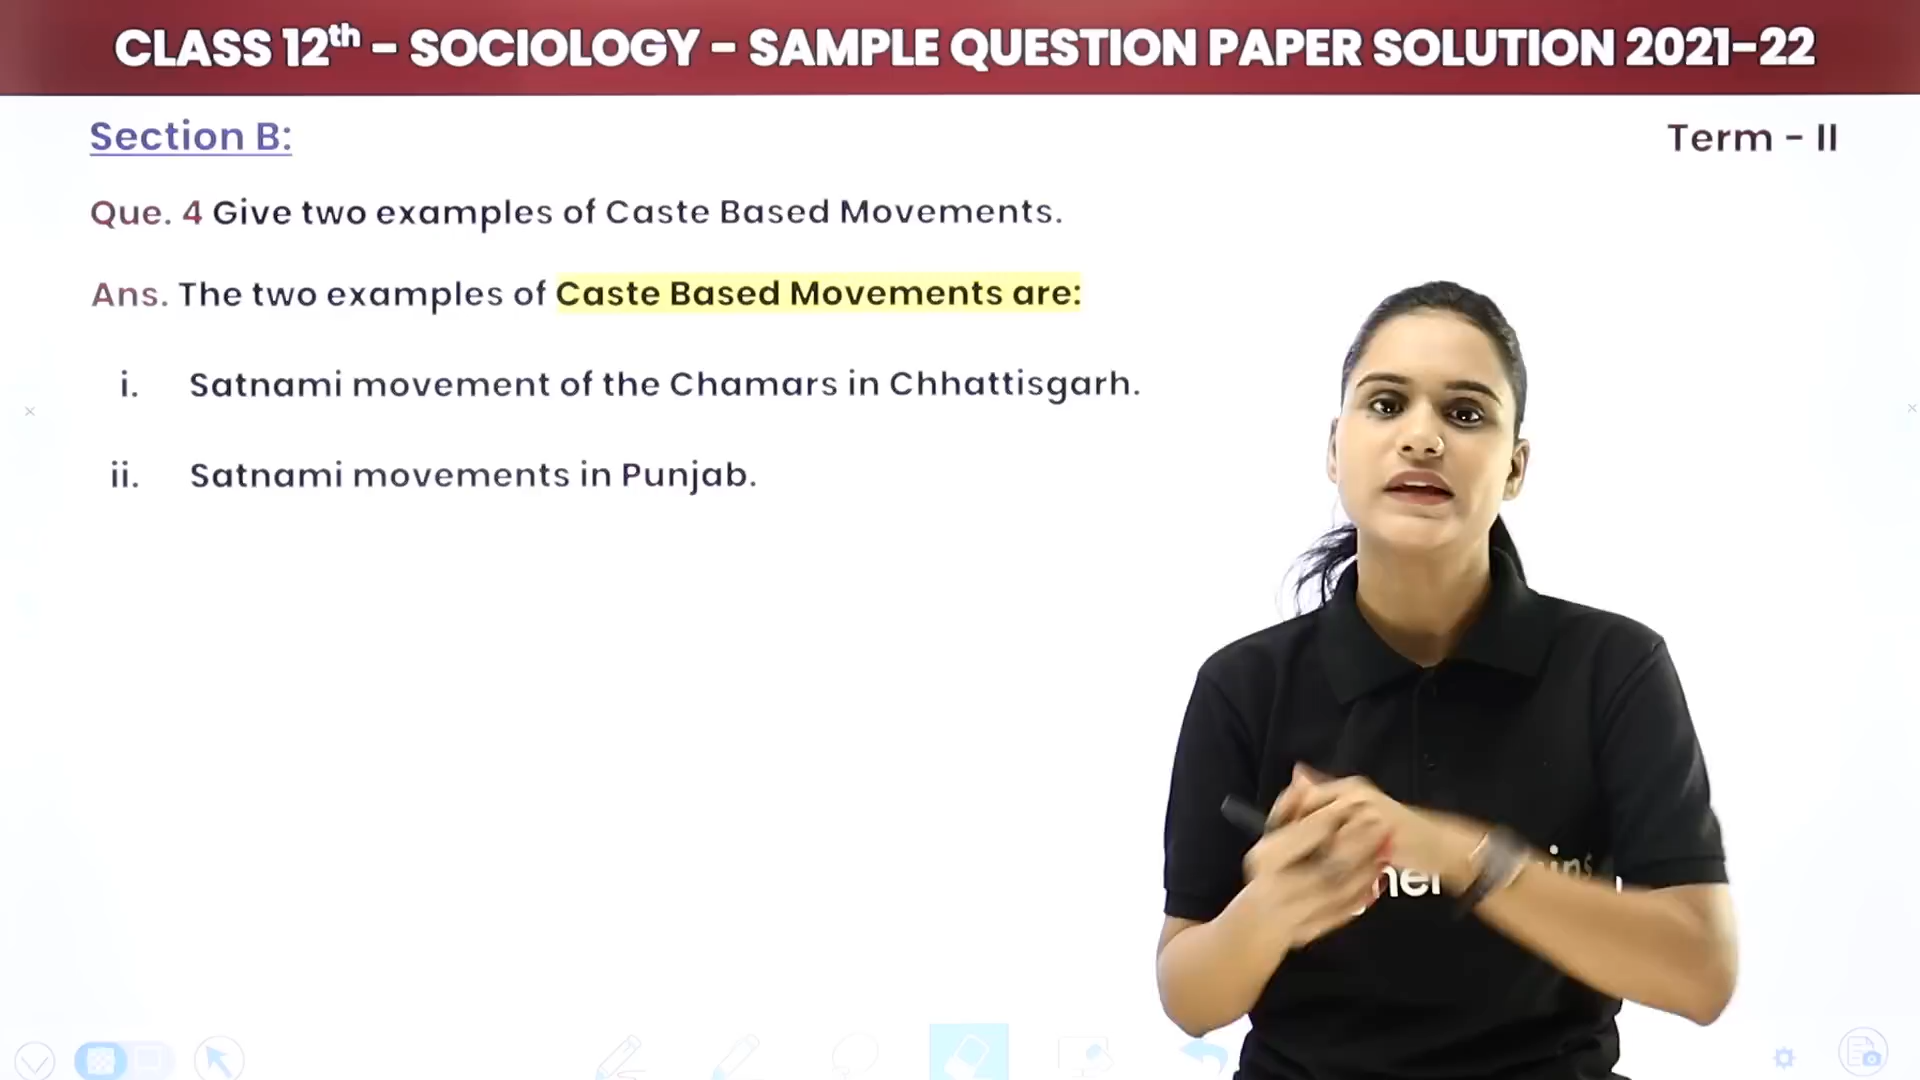 CLASS 12th - SOCIOLOGY - SAMPLE QUESTION PAPER SOLUTION 2021-22
Section B:
Term - II
Que. 4 Give two examples of Caste Based Movements.
Ans. The two examples of Caste Based Movements are:
i. Satnami movement of the Chamars in Chhattisgarh.
ii. Satnami movements in Punjab.